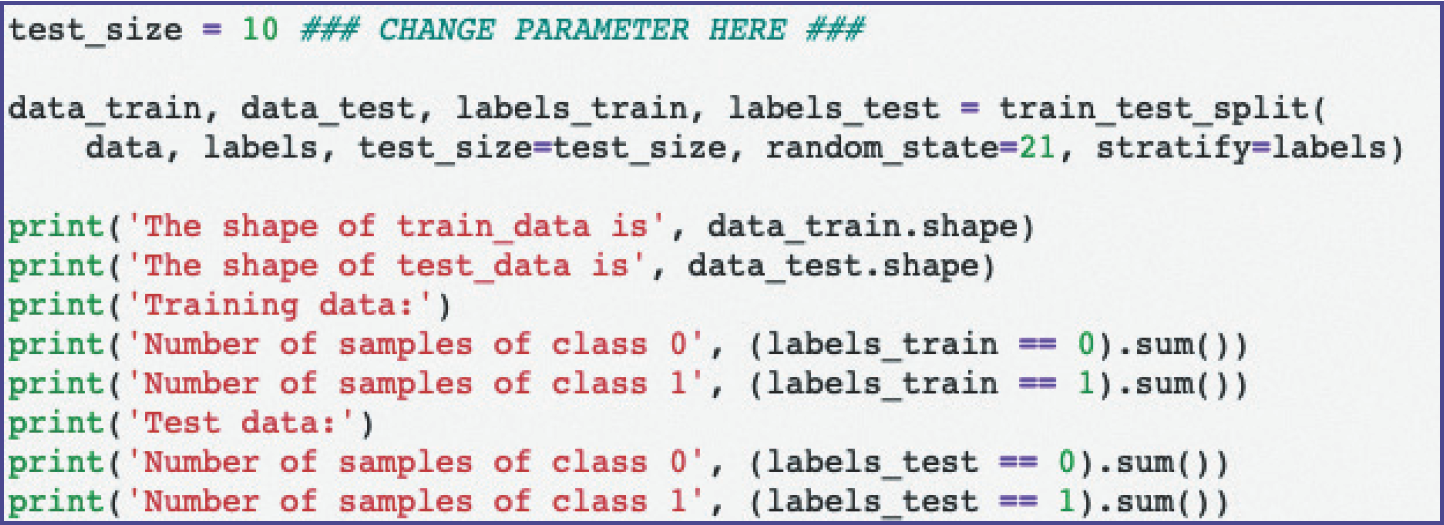 test_size = 10 ### CHANGE PARAMETER HERE ###
data_train, data_test, labels_train, labels_test = train_test_split(
    data, labels, test_size=test_size, random_state=21, stratify=labels)
print('The shape of train_data is', data_train.shape)
print('The shape of test_data is', data_test.shape)
print('Training data:')
print('Number of samples of class 0', (labels_train == 0).sum())
print('Number of samples of class 1', (labels_train == 1).sum())
print('Test data:')
print('Number of samples of class 0', (labels_test == 0).sum())
print('Number of samples of class 1', (labels_test == 1).sum())